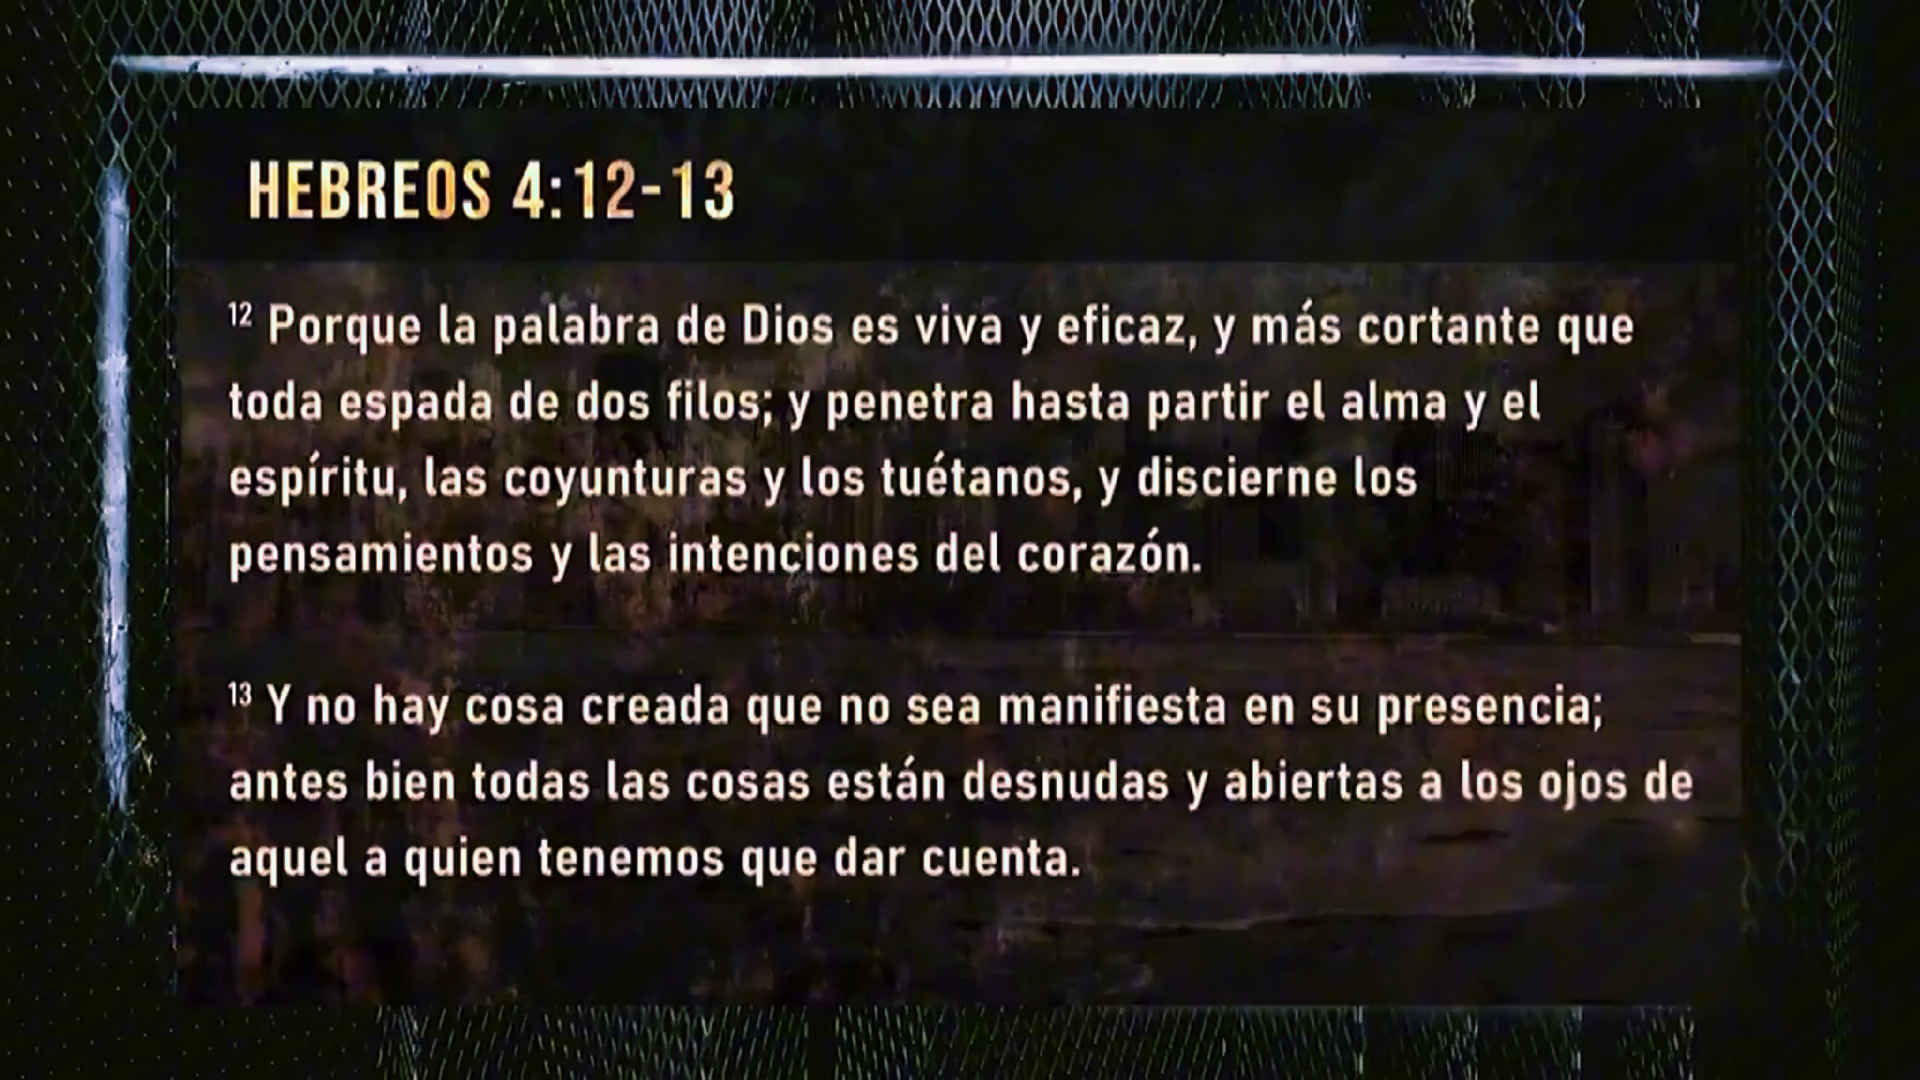 HEBREOS 4:12-13
12 Porque la palabra de Dios es viva y eficaz, y más cortante que
toda espada de dos filos; y penetra hasta partir el alma y el
espíritu, las coyunturas y los tuétanos, y discierne los
pensamientos y las intenciones del corazón.
13 Y no hay cosa creada que no sea manifiesta en su presencia;
antes bien todas las cosas están desnudas y abiertas a los ojos de
aquel a quien tenemos que dar cuenta.